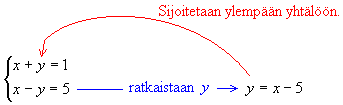 Sijoitetaan ylempään yhtälöön.
x + y = 1
x − y = 5 ratkaistaan y y = x − 5